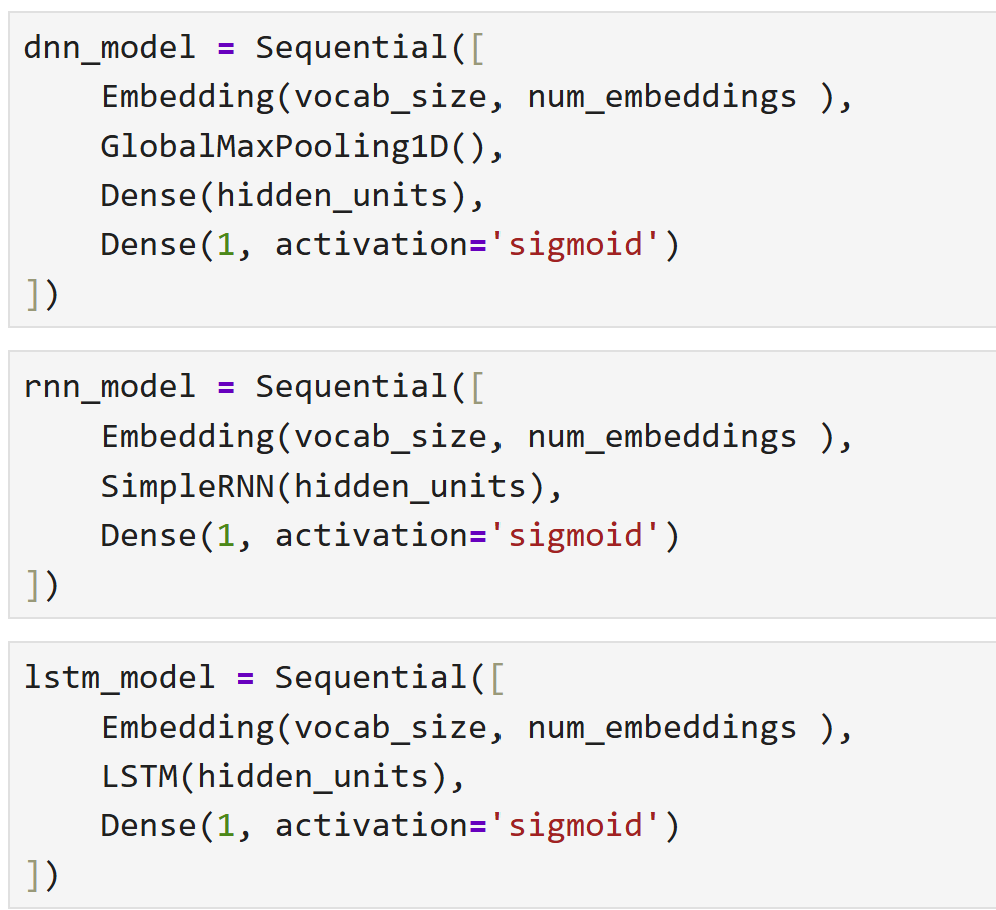 dnn_model = Sequential([
    Embedding(vocab_size, num_embeddings ),
    GlobalMaxPooling1D(),
    Dense(hidden_units),
    Dense(1, activation='sigmoid')
])
rnn_model = Sequential([
    Embedding(vocab_size, num_embeddings ),
    SimpleRNN(hidden_units),
    Dense(1, activation='sigmoid')
])
lstm_model = Sequential([
    Embedding(vocab_size, num_embeddings ),
    LSTM(hidden_units),
    Dense(1, activation='sigmoid')
])